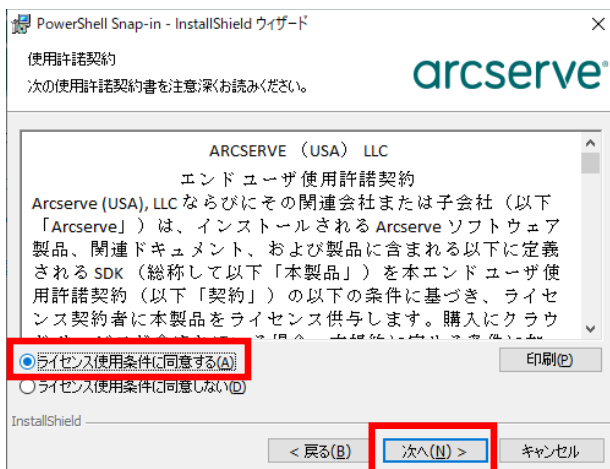 PowerShell Snap-in - InstallShield ウィザード
使用許諾契約
次の使用許諾契約書を注意深くお読みください。
arcserve
ARCSERVE （USA） LLC
エンド ユーザ使用許諾契約
Arcserve (USA), LLC ならびにその関連会社または子会社（以下
「Arcserve」）は、インストールされる Arcserve ソフトウェア
製品、関連ドキュメント、および製品に含まれる以下に定義
される SDK （総称して以下「本製品」）を本エンド ユーザ使
用許諾契約（以下「契約」）の以下の条件に基づき、ライセ
ンス契約者に本製品をライセンス供与します。購入にクラウ
ライセンス使用条件に同意する(A)
印刷(P)
ライセンス使用条件に同意しない(D)
InstallShield
< 戻る(B)
次へ(N) >
キャンセル